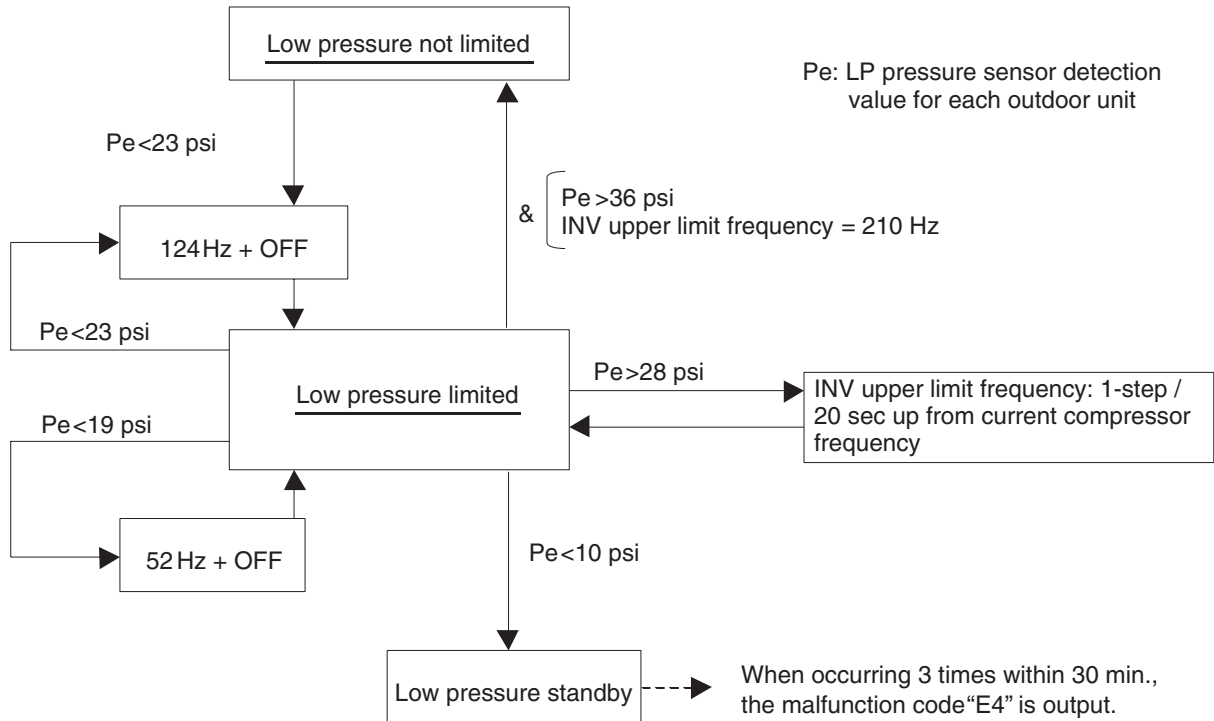 Low pressure not limited
Pe: LP pressure sensor detection
value for each outdoor unit
Pe<23 psi
& Pe>36 psi
INV upper limit frequency = 210 Hz
124Hz + OFF
Pe<23 psi
Low pressure limited
Pe>28 psi
INV upper limit frequency: 1-step /
20 sec up from current compressor
frequency
Pe<19 psi
52Hz + OFF
Pe<10 psi
Low pressure standby
When occurring 3 times within 30 min.,
the malfunction code“E4” is output.